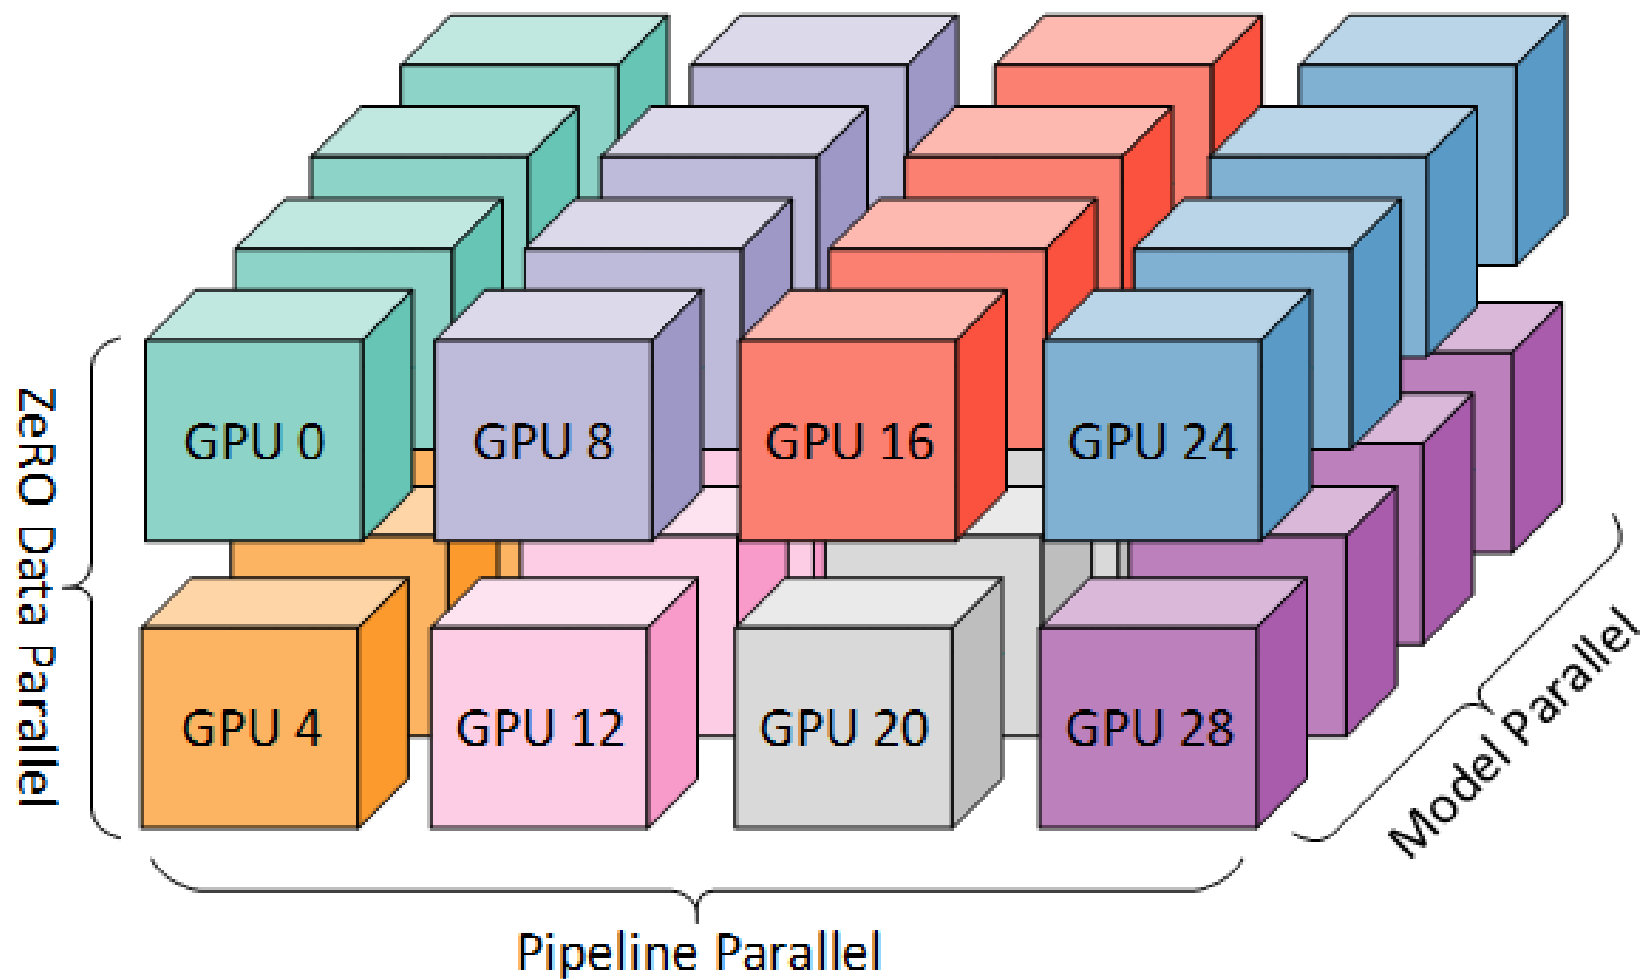 GPU 0
GPU 8
GPU 16
GPU 24
GPU 4
GPU 12
GPU 20
GPU 28
ZeRO Data Parallel
Model Parallel
Pipeline Parallel